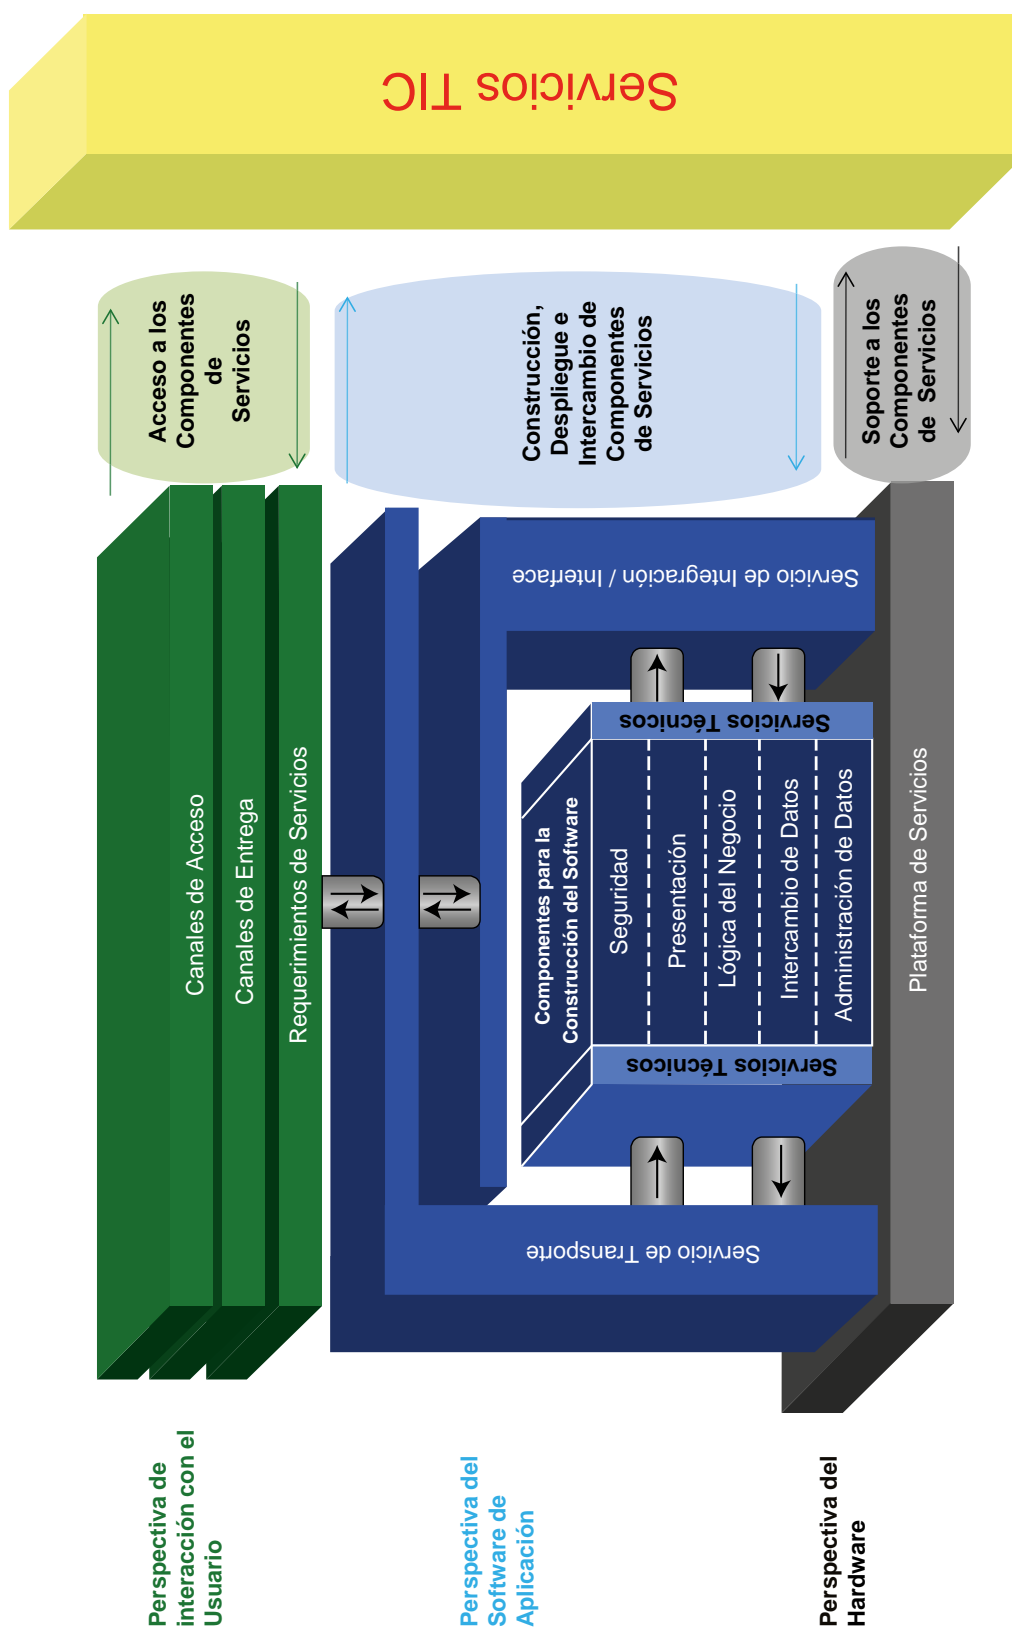 Perspectiva de
interacción con el
Usuario
Canales de Acceso
Canales de Entrega
Requerimientos de Servicios
Acceso a los
Componentes
de
Servicios
Perspectiva del
Software de
Aplicación
Servicio de Transporte
Componentes para la
Construcción del Software
Servicios Técnicos
Seguridad
Presentación
Lógica del Negocio
Intercambio de Datos
Administración de Datos
Servicios Técnicos
Servicio de Integración / Interface
Construcción,
Despliegue e
Intercambio de
Componentes
de Servicios
Perspectiva del
Hardware
Plataforma de Servicios
Soporte a los
Componentes
de Servicios
Servicios TIC